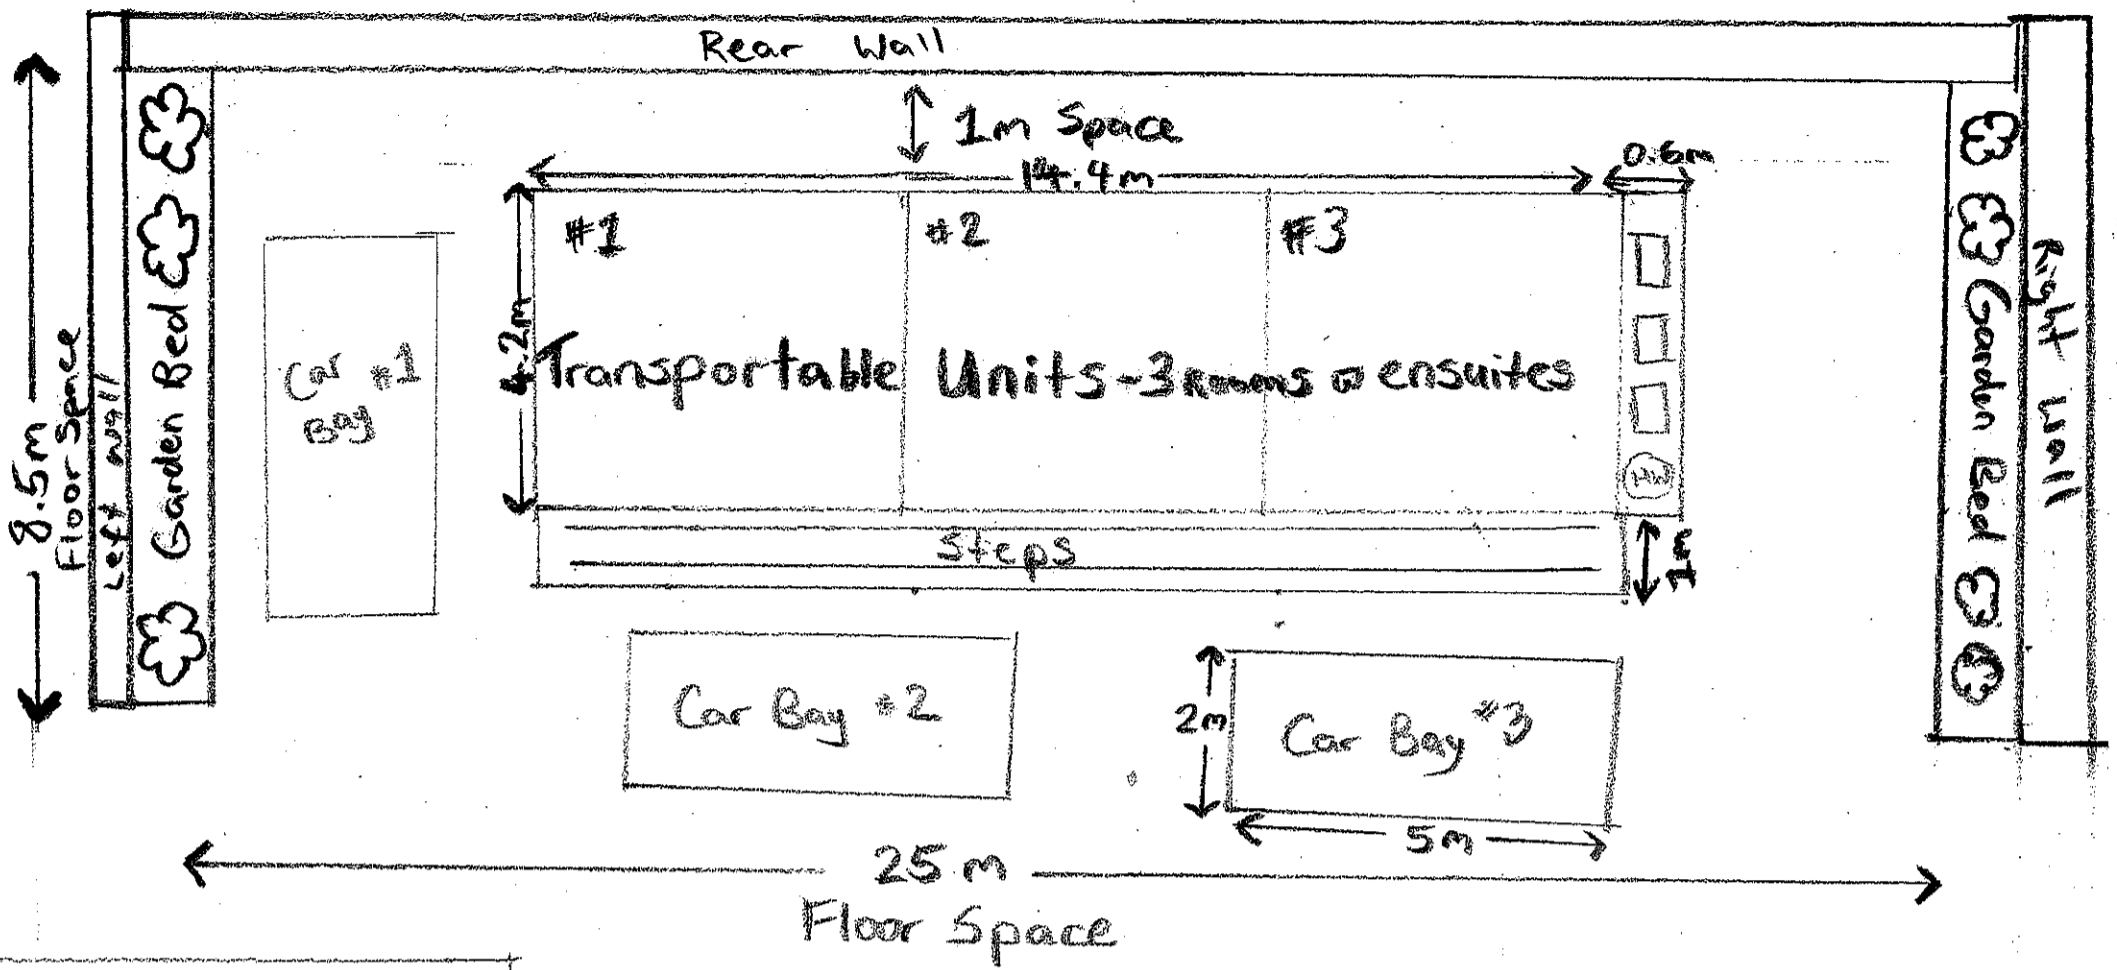 Rear Wall
1m Space
14.4m
0.6m
#1
#2
#3
4.2m
Transportable Units - 3 Rooms ensuites
Steps
1m
8.5m
Floor Space
Left wall
Garden Bed
Car Bay #1
Garden Bed
Right Wall
Car Bay #2
2m
Car Bay #3
5m
25m
Floor Space